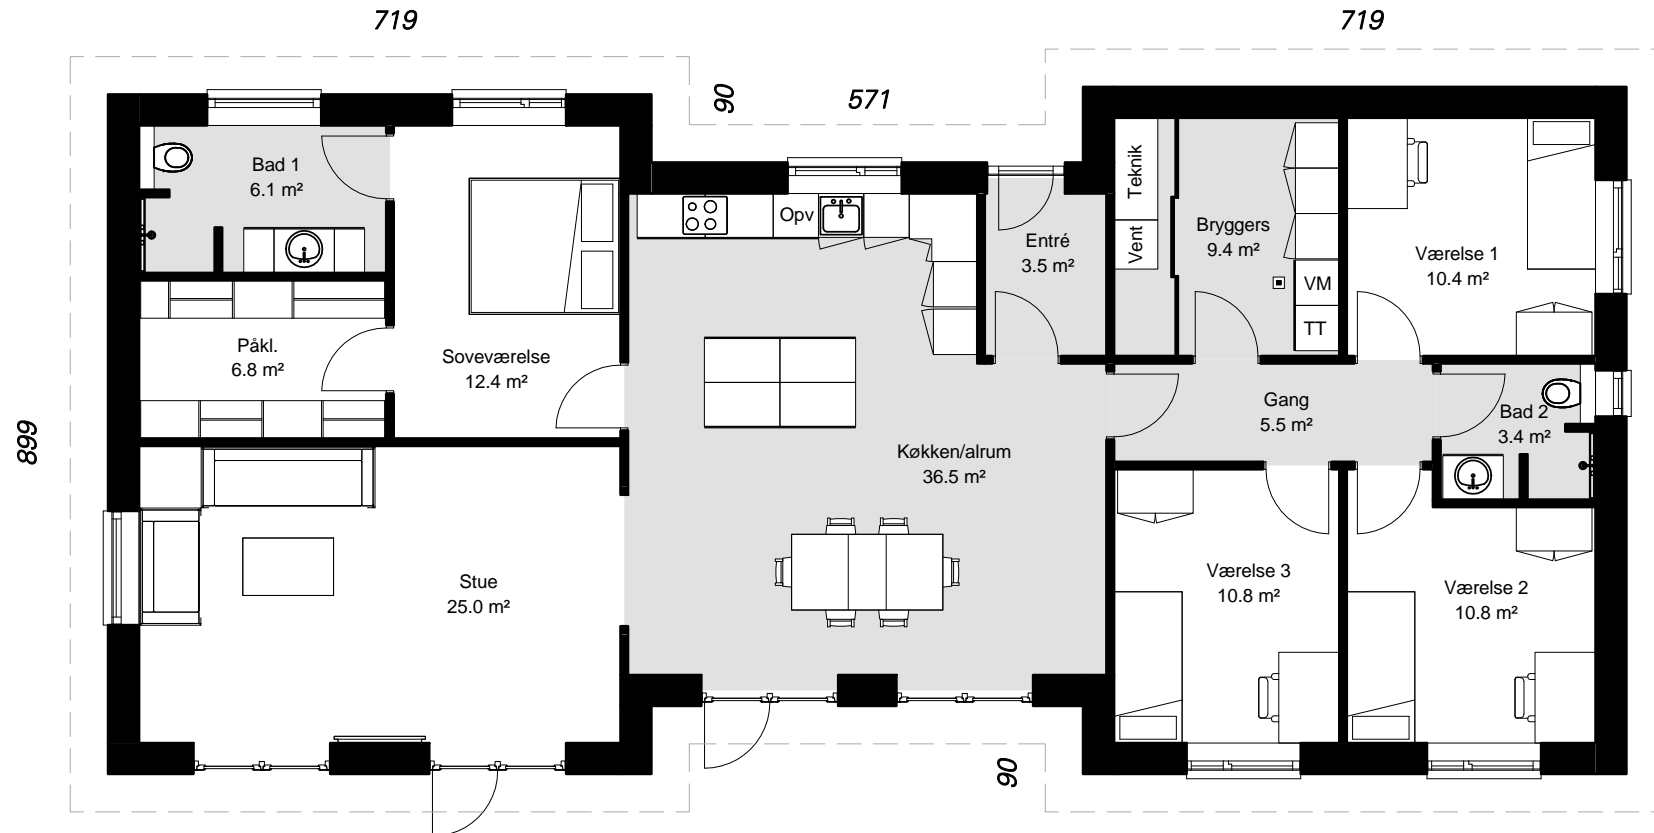 719
719
90
571
Bad 1
6.1 m²
Opv
Entré
3.5 m²
Teknik
Vent
Bryggers
9.4 m²
VM
TT
Værelse 1
10.4 m²
Påkl.
6.8 m²
Soveværelse
12.4 m²
899
Køkken/alrum
36.5 m²
Gang
5.5 m²
Bad 2
3.4 m²
Stue
25.0 m²
Værelse 3
10.8 m²
Værelse 2
10.8 m²
90